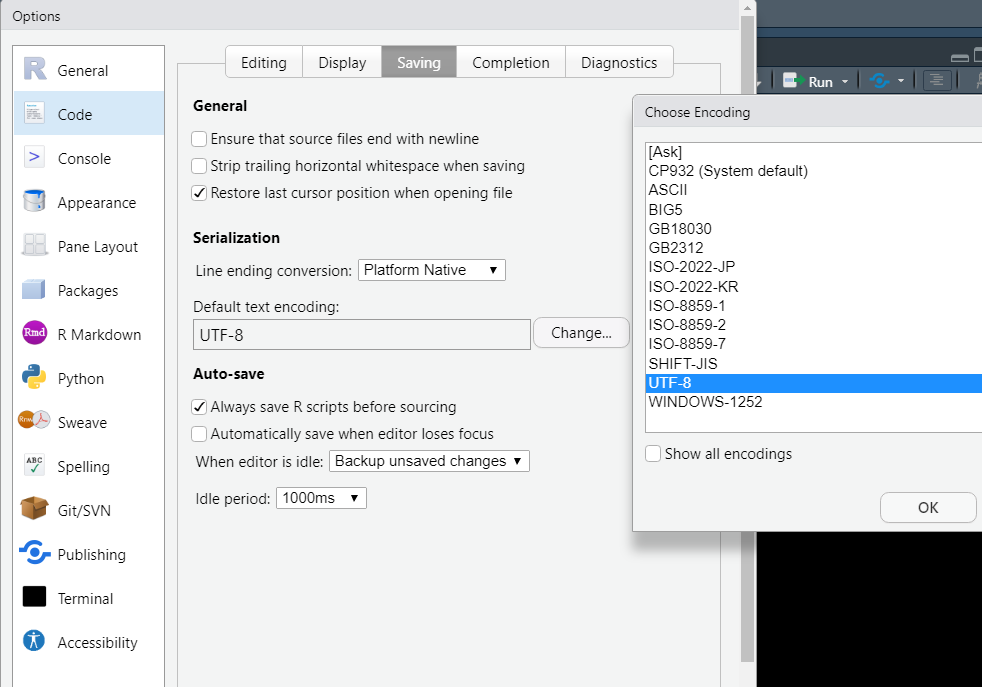 Options
General
Code
Console
Appearance
Pane Layout
Packages
Rmd
R Markdown
Python
Rnw
Sweave
ABC
Spelling
Git/SVN
Publishing
Terminal
Accessibility
Editing
Display
Saving
Completion
Diagnostics
General
Ensure that source files end with newline
Strip trailing horizontal whitespace when saving
Restore last cursor position when opening file
Serialization
Line ending conversion: Platform Native
Default text encoding:
UTF-8
Change...
Auto-save
Always save R scripts before sourcing
Automatically save when editor loses focus
When editor is idle: Backup unsaved changes
Idle period: 1000ms
Run
Choose Encoding
[Ask]
CP932 (System default)
ASCII
BIG5
GB18030
GB2312
ISO-2022-JP
ISO-2022-KR
ISO-8859-1
ISO-8859-2
ISO-8859-7
SHIFT-JIS
UTF-8
WINDOWS-1252
Show all encodings
OK